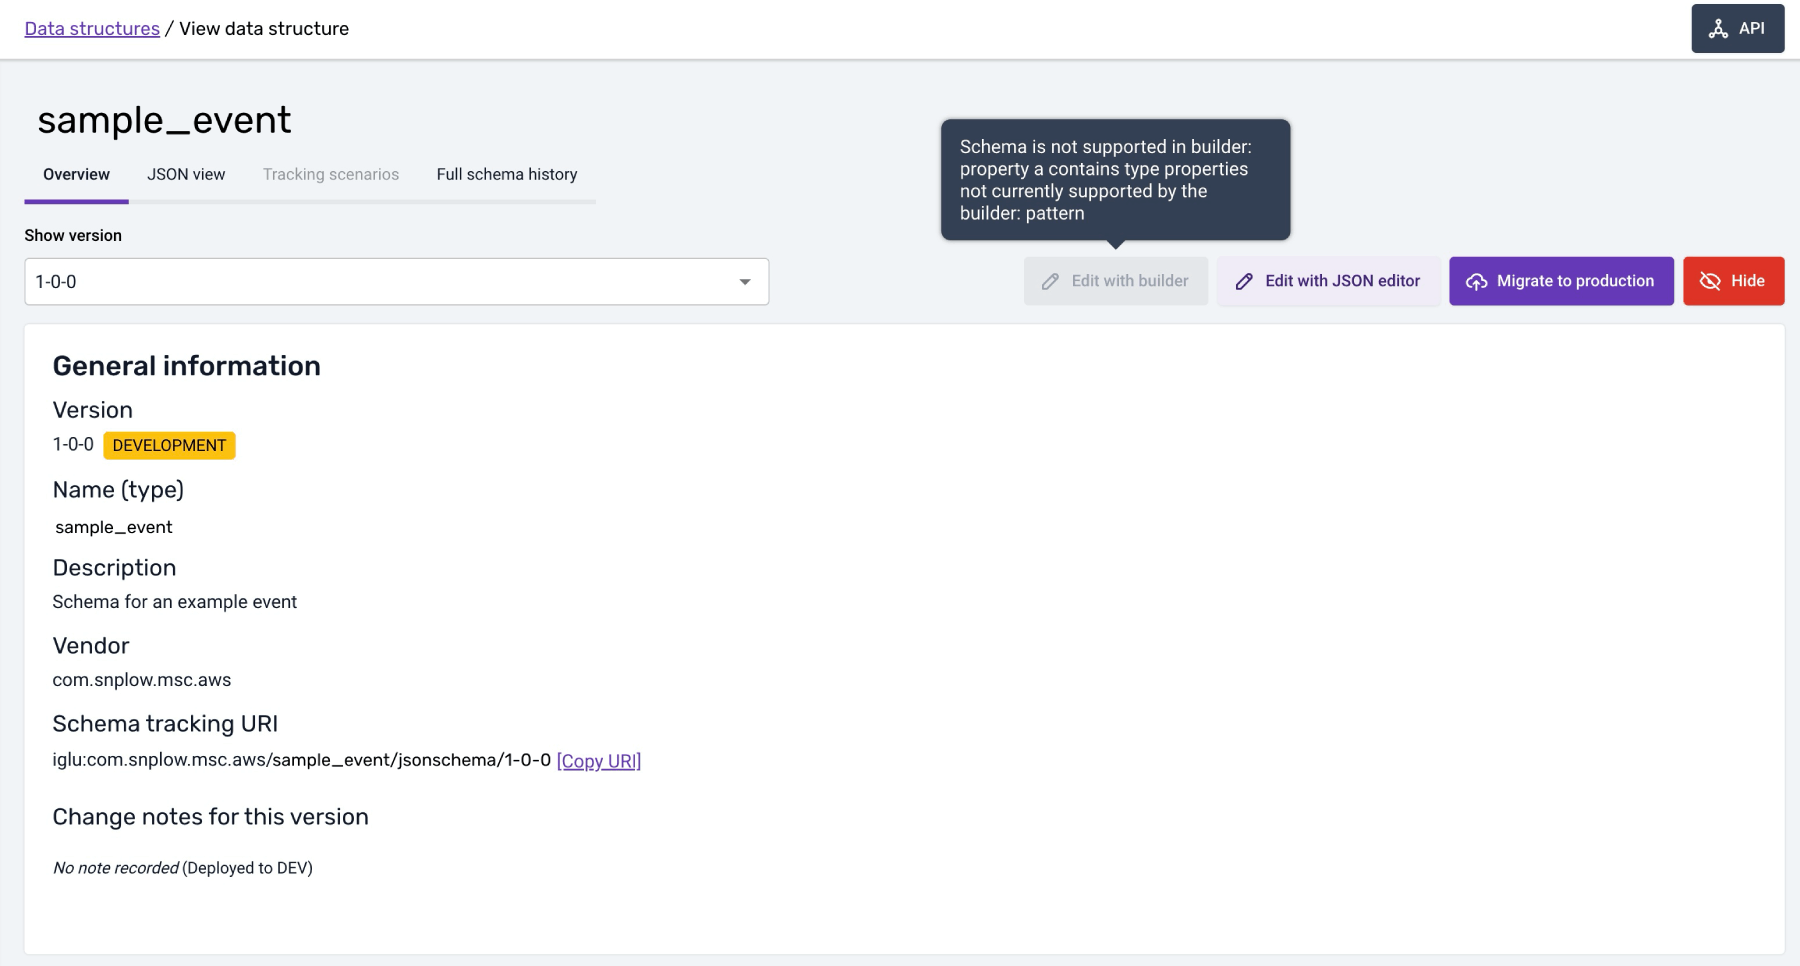 Data structures / View data structure
API
sample_event
Overview
JSON view
Tracking scenarios
Full schema history
Schema is not supported in builder:
property a contains type properties
not currently supported by the
builder: pattern
Show version
1-0-0
Edit with builder
Edit with JSON editor
Migrate to production
Hide
General information
Version
1-0-0 DEVELOPMENT
Name (type)
sample_event
Description
Schema for an example event
Vendor
com.snplow.msc.aws
Schema tracking URI
iglu:com.snplow.msc.aws/sample_event/jsonschema/1-0-0 [Copy URI]
Change notes for this version
No note recorded (Deployed to DEV)